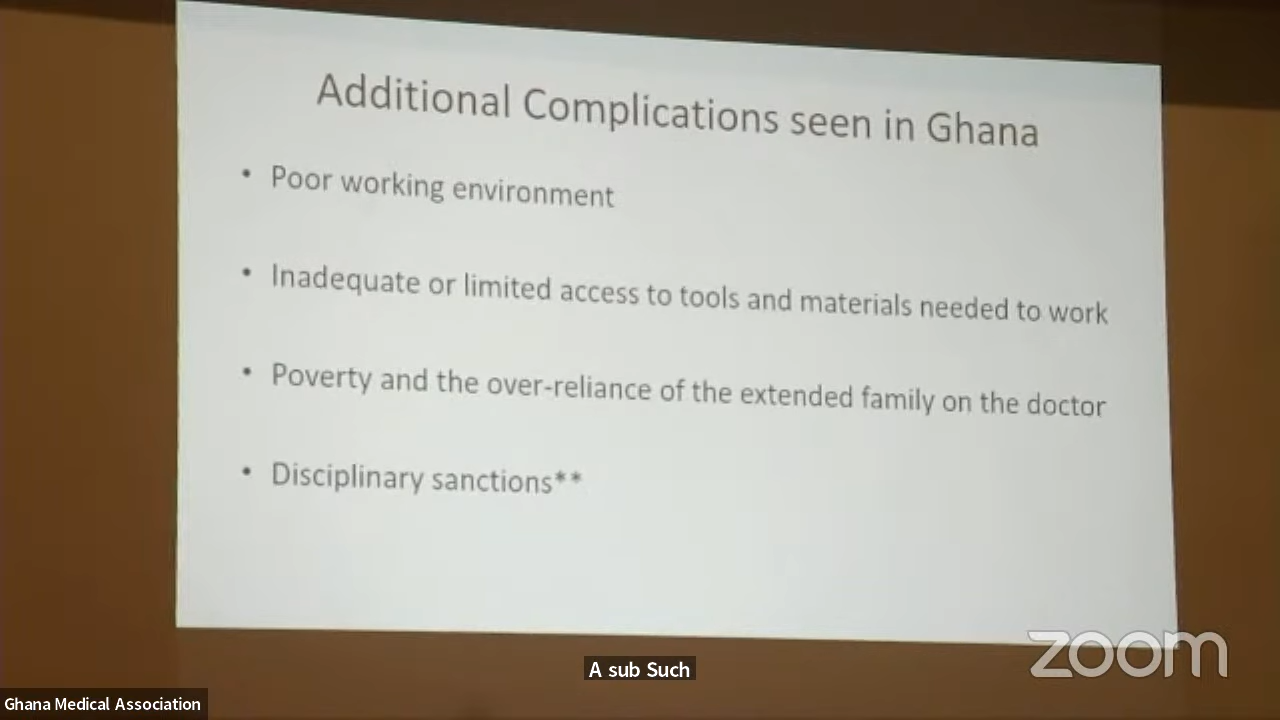 Additional Complications seen in Ghana
• Poor working environment
• Inadequate or limited access to tools and materials needed to work
• Poverty and the over-reliance of the extended family on the doctor
• Disciplinary sanctions**
zoom
A sub Such
Ghana Medical Association